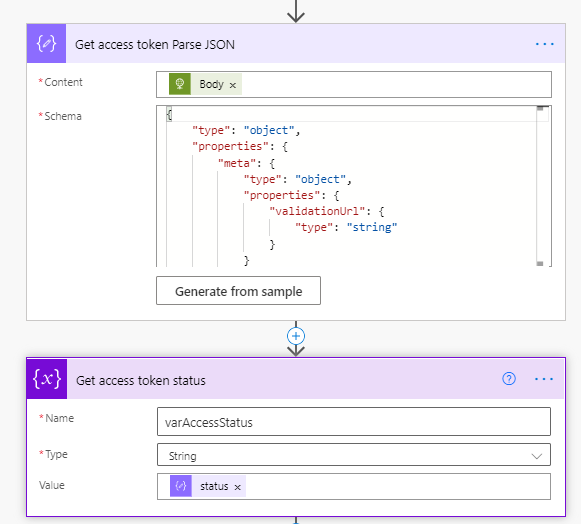 Get access token Parse JSON
...
* Content
Body ×
* Schema
{
"type": "object",
"properties": {
"meta": {
"type": "object",
"properties": {
"validationUrl": {
"type": "string"
}
}
Generate from sample
{x} Get access token status
? ...
* Name
varAccessStatus
* Type
String
Value
status ×